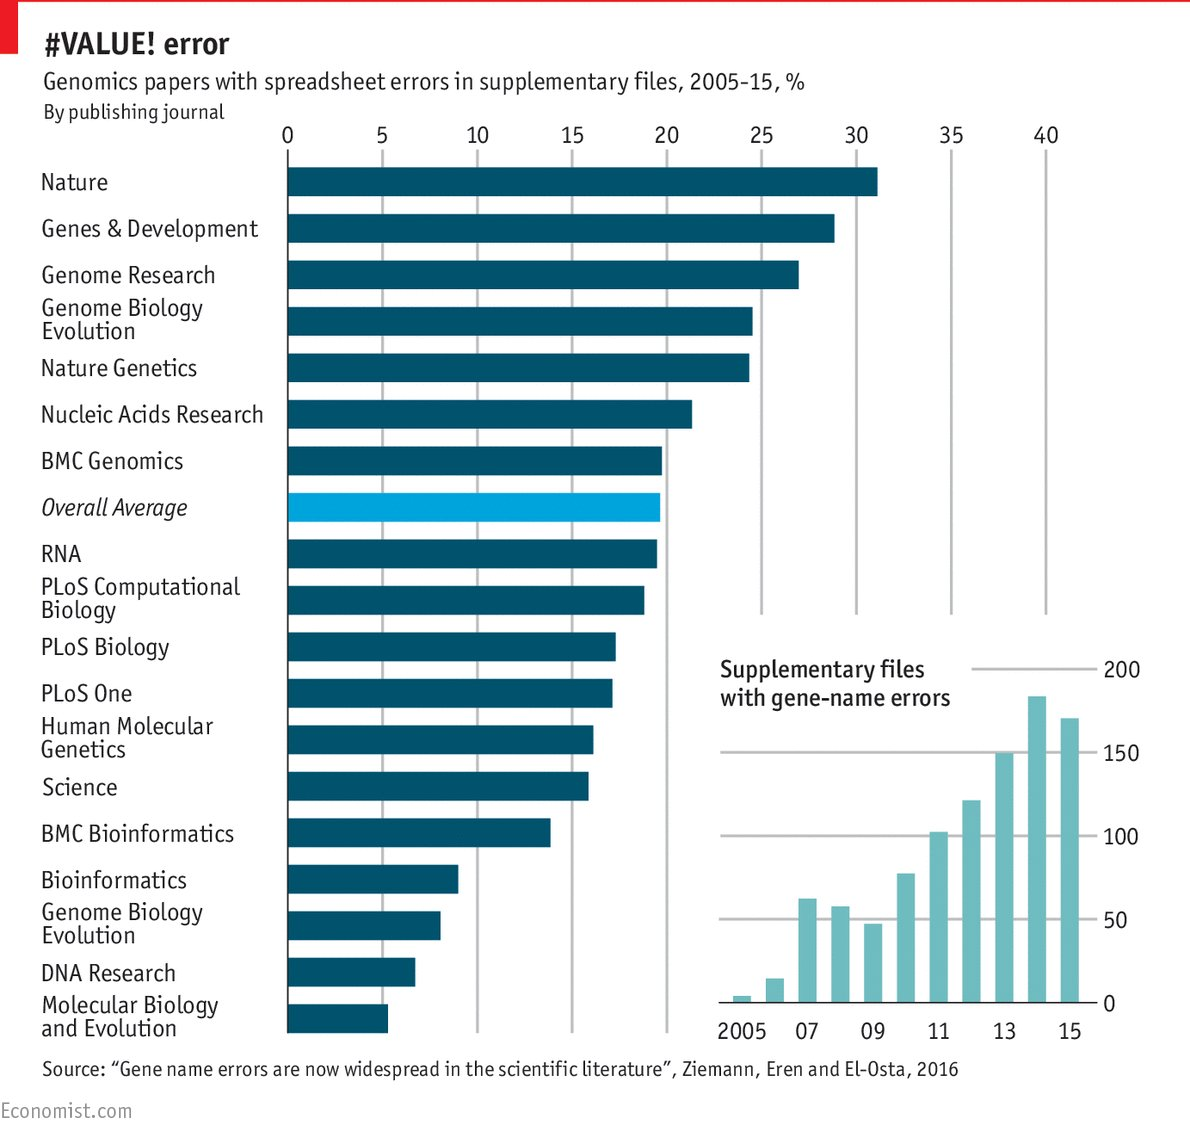 #VALUE! error
Genomics papers with spreadsheet errors in supplementary files, 2005-15, %
By publishing journal
0 5 10 15 20 25 30 35 40
Nature
Genes & Development
Genome Research
Genome Biology
Evolution
Nature Genetics
Nucleic Acids Research
BMC Genomics
Overall Average
RNA
PLoS Computational
Biology
PLoS Biology
PLoS One
Human Molecular
Genetics
Science
BMC Bioinformatics
Bioinformatics
Genome Biology
Evolution
DNA Research
Molecular Biology
and Evolution
Supplementary files
with gene-name errors
200
150
100
50
0
2005 07 09 11 13 15
Source: “Gene name errors are now widespread in the scientific literature”, Ziemann, Eren and El-Osta, 2016
Economist.com